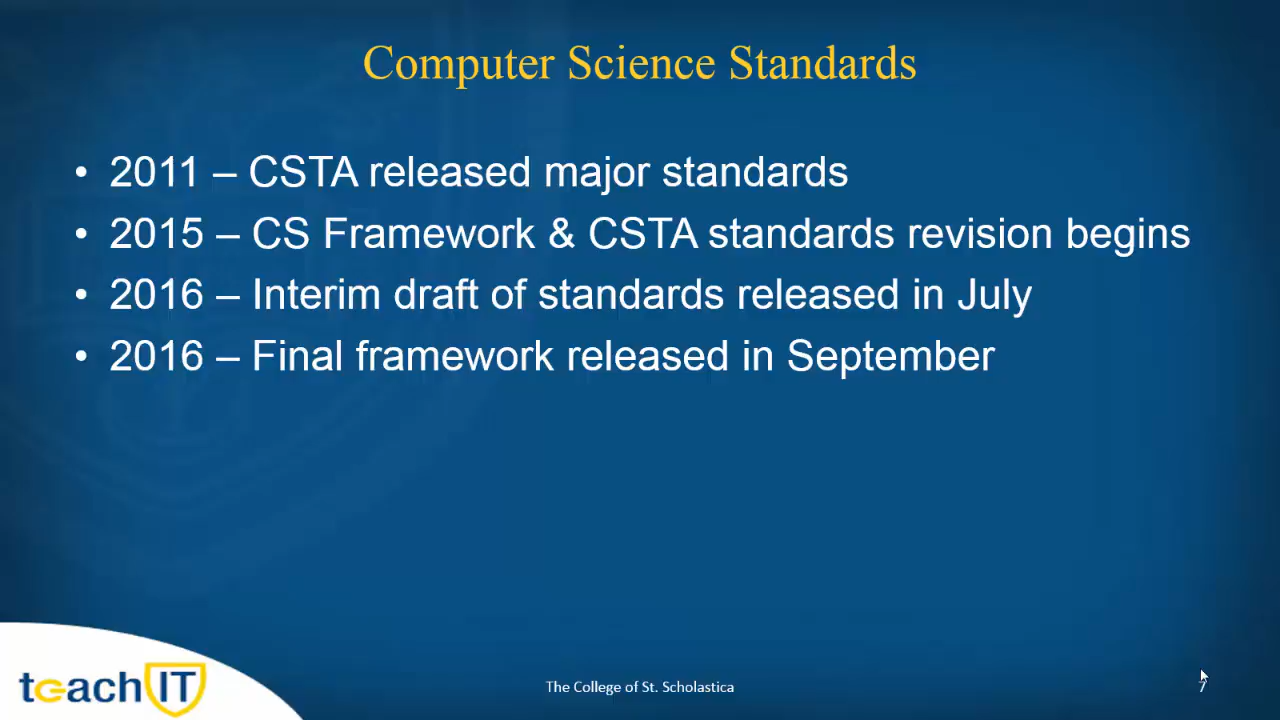 Computer Science Standards
• 2011 – CSTA released major standards
• 2015 – CS Framework & CSTA standards revision begins
• 2016 – Interim draft of standards released in July
• 2016 – Final framework released in September
teachIT
The College of St. Scholastica
7